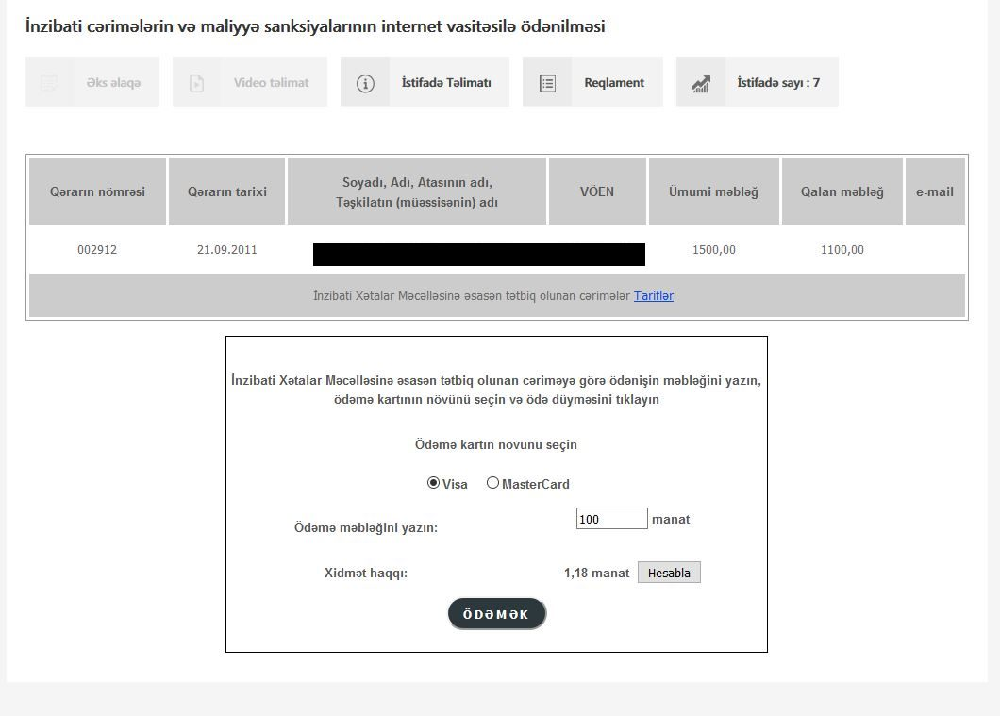 İnzibati cərimələrin və maliyyə sanksiyalarının internet vasitəsilə ödənilməsi
Əks əlaqə
Video təlimat
İstifadə Təlimatı
Reqlament
İstifadə sayı : 7
Qərarın nömrəsi
Qərarın tarixi
Soyadı, Adı, Atasının adı,
Təşkilatın (müəssisənin) adı
VÖEN
Ümumi məbləğ
Qalan məbləğ
e-mail
002912
21.09.2011
1500,00
1100,00
İnzibati Xətalar Məcəlləsinə əsasən tətbiq olunan cərimələr Tariflər
İnzibati Xətalar Məcəlləsinə əsasən tətbiq olunan cəriməyə görə ödənişin məbləğini yazın,
ödəmə kartının növünü seçin və ödə düyməsini tıklayın
Ödəmə kartın növünü seçin
Visa MasterCard
Ödəmə məbləğini yazın: 100 manat
Xidmət haqqı: 1,18 manat Hesabla
ÖDƏMƏK